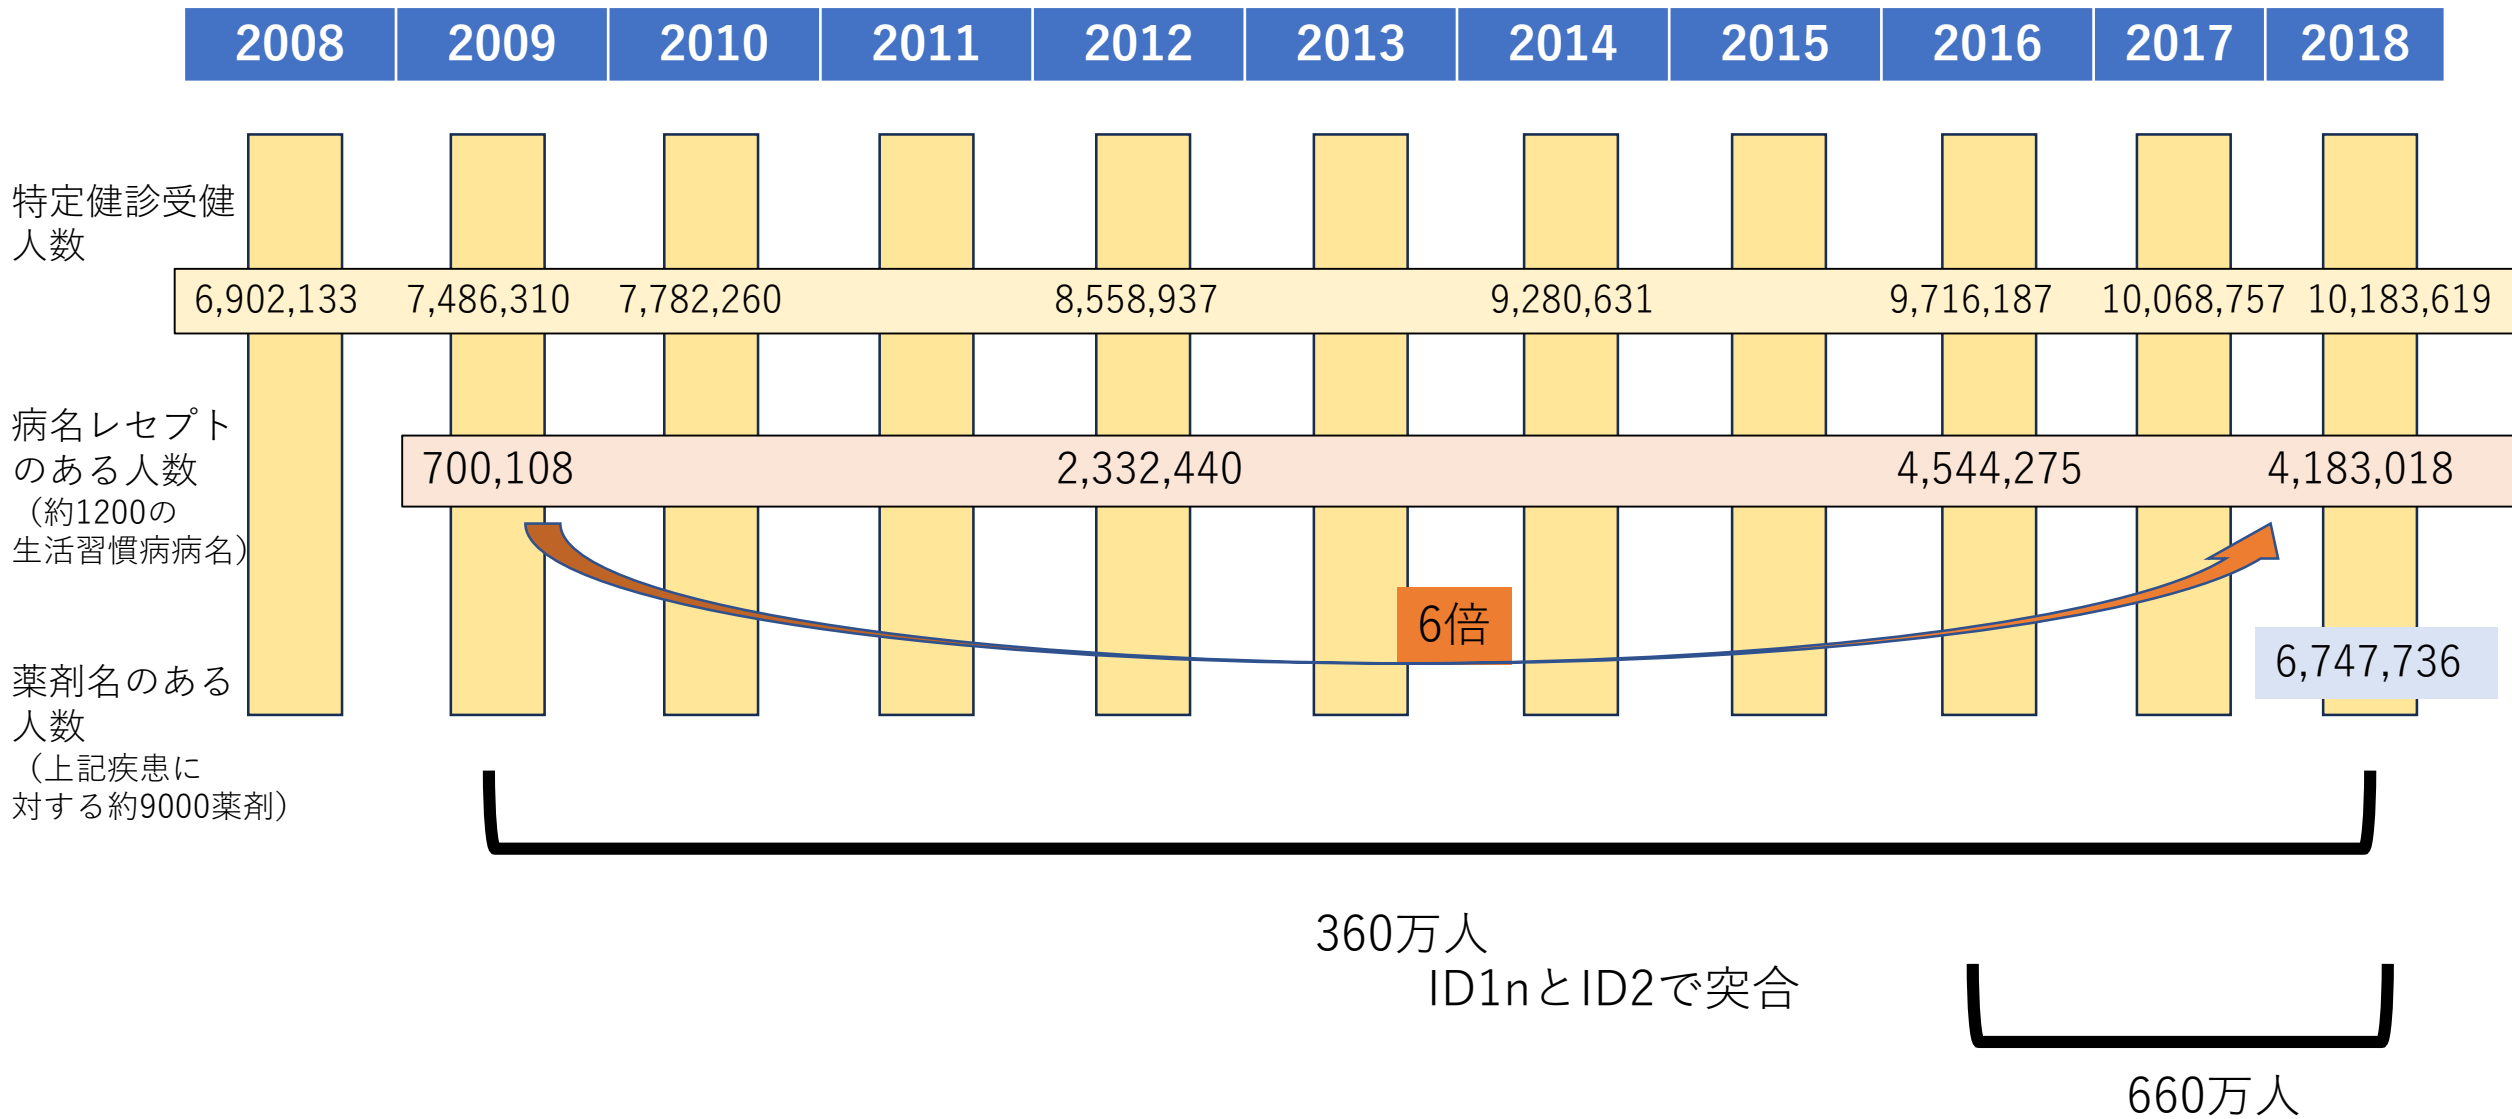 2008 2009 2010 2011 2012 2013 2014 2015 2016 2017 2018
特定健診受健
人数
6,902,133 7,486,310 7,782,260 8,558,937 9,280,631 9,716,187 10,068,757 10,183,619
病名レセプト
のある人数
（約1200の
生活習慣病病名）
700,108 2,332,440 4,544,275 4,183,018
6倍
薬剤名のある
人数
（上記疾患に
対する約9000薬剤）
6,747,736
360万人
ID1nとID2で突合
660万人